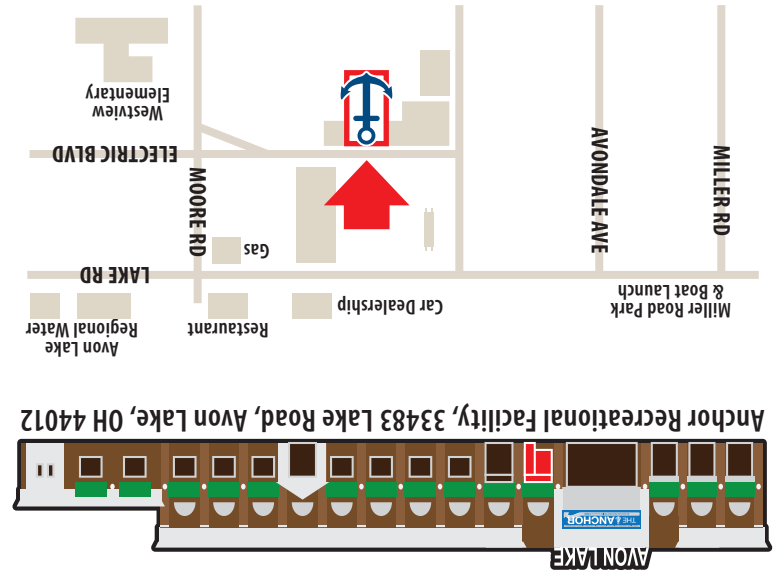 AVON LAKE
THE ANCHOR
Anchor Recreational Facility, 33483 Lake Road, Avon Lake, OH 44012
Miller Road Park
& Boat Launch
Car Dealership
Restaurant
Avon Lake
Regional Water
LAKE RD
Gas
MILLER RD
AVONDALE AVE
MOORE RD
ELECTRIC BLVD
Westview
Elementary